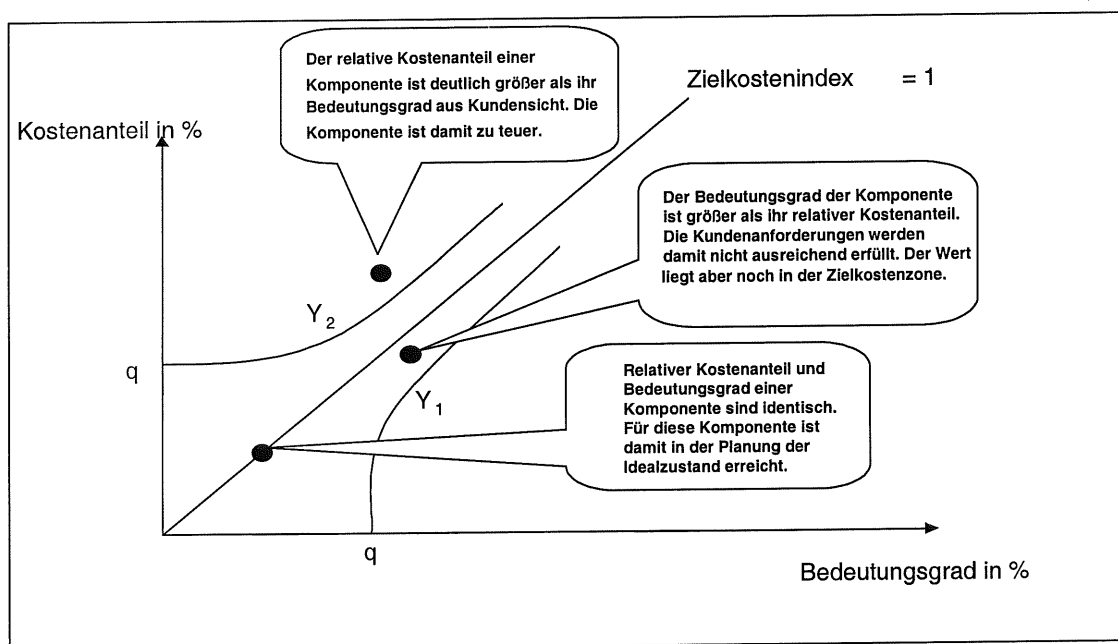 Der relative Kostenanteil einer
Komponente ist deutlich größer als ihr
Bedeutungsgrad aus Kundensicht. Die
Komponente ist damit zu teuer.
Zielkostenindex = 1
Kostenanteil in %
Der Bedeutungsgrad der Komponente
ist größer als ihr relativer Kostenanteil.
Die Kundenanforderungen werden
damit nicht ausreichend erfüllt. Der Wert
liegt aber noch in der Zielkostenzone.
Y2
q
Relativer Kostenanteil und
Bedeutungsgrad einer
Komponente sind identisch.
Für diese Komponente ist
damit in der Planung der
Idealzustand erreicht.
Y1
q
Bedeutungsgrad in %